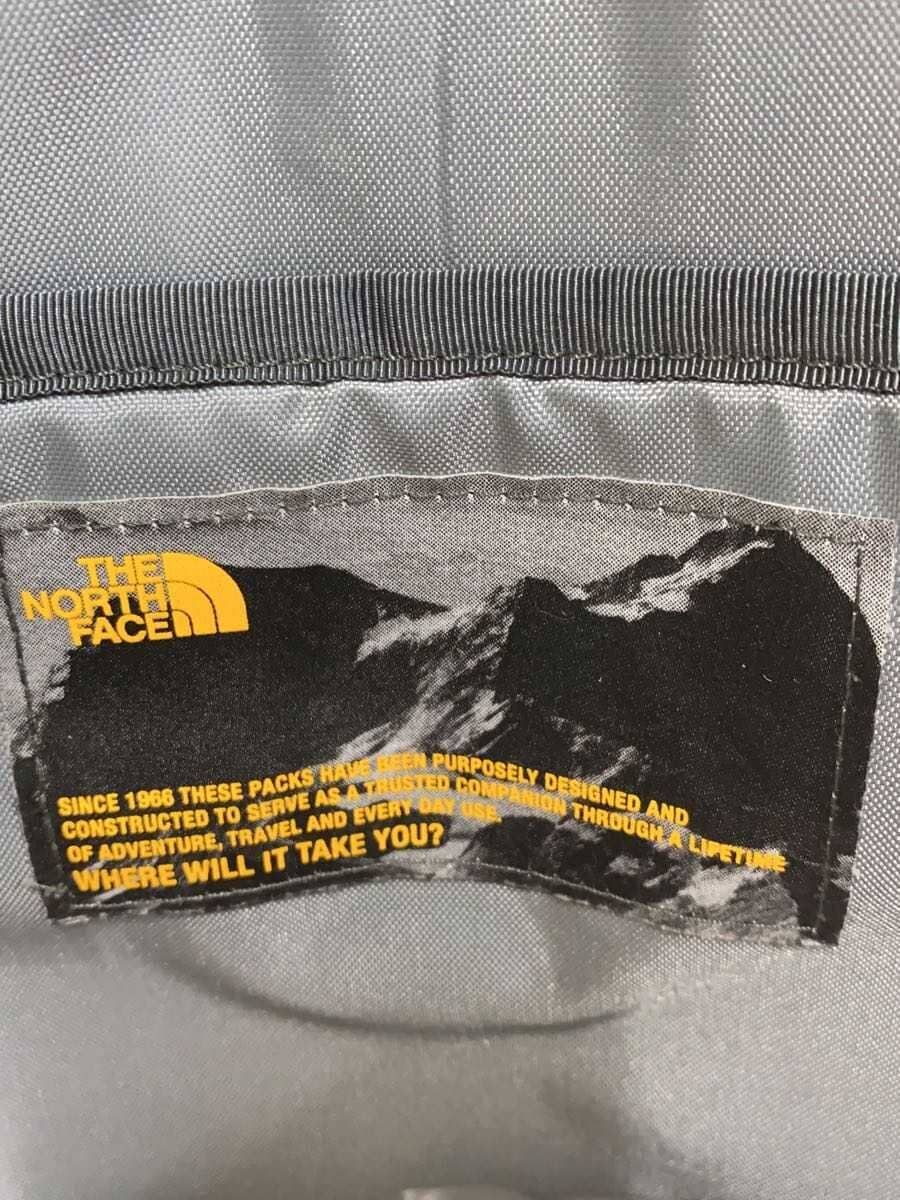 THE
NORTH
FACE
SINCE 1966 THESE PACKS HAVE BEEN PURPOSELY DESIGNED AND
CONSTRUCTED TO SERVE AS A TRUSTED COMPANION THROUGH A LIFETIME
OF ADVENTURE, TRAVEL AND EVERY DAY USE.
WHERE WILL IT TAKE YOU?